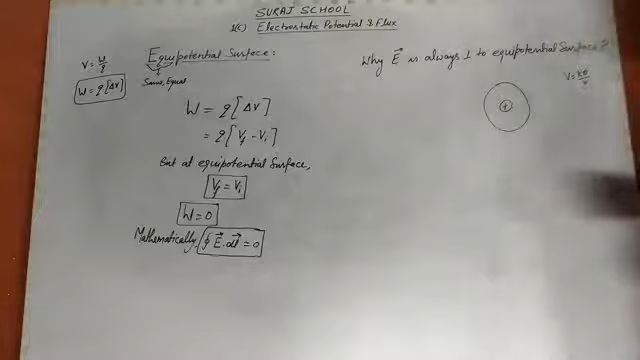 SURAJ SCHOOL
1(c) Electrostatic Potential & Flux
V = W/q
W = q[ΔV]
Equipotential Surface:
Same, Equal
W = q[ΔV]
= q[Vf - Vi]
But at equipotential Surface,
Vf = Vi
W = 0
Mathematically, ∮E⃗.dl⃗ = 0
Why E⃗ is always ⊥ to equipotential Surface?
V = kQ/r
+